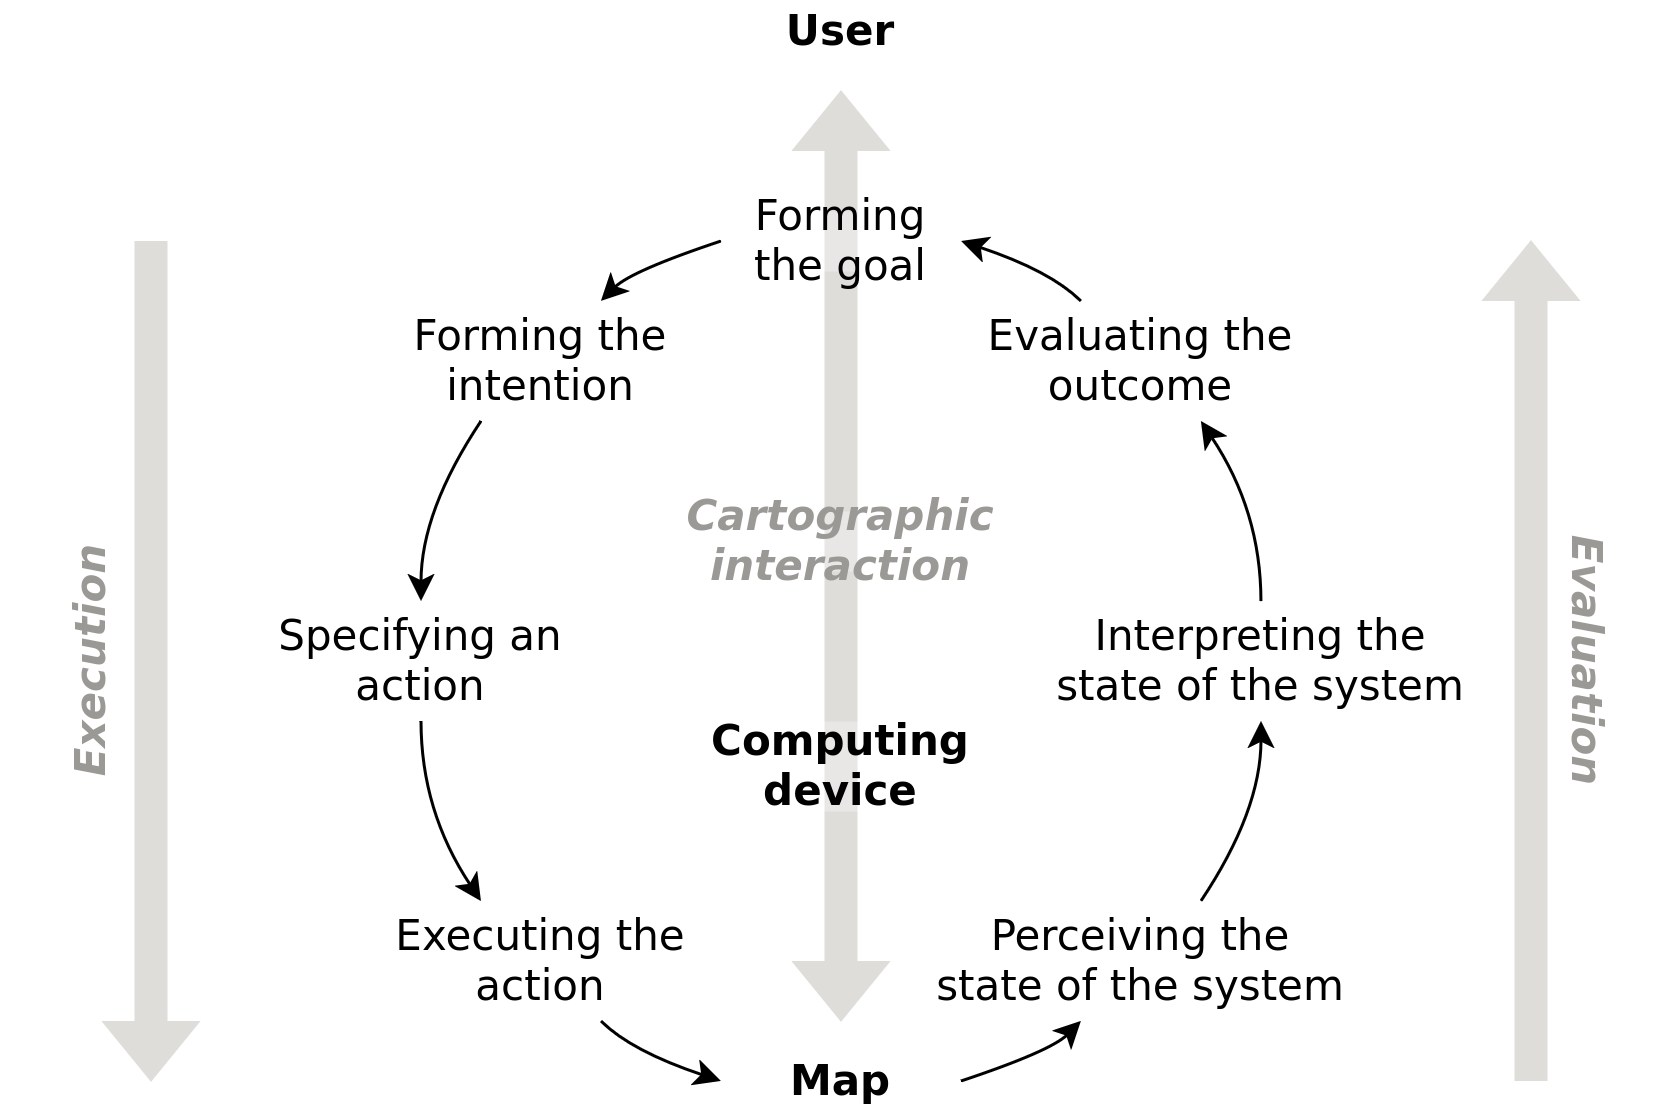 User
Forming
the goal
Forming the
intention
Evaluating the
outcome
Cartographic
interaction
Execution
Evaluation
Specifying an
action
Interpreting the
state of the system
Computing
device
Executing the
action
Perceiving the
state of the system
Map